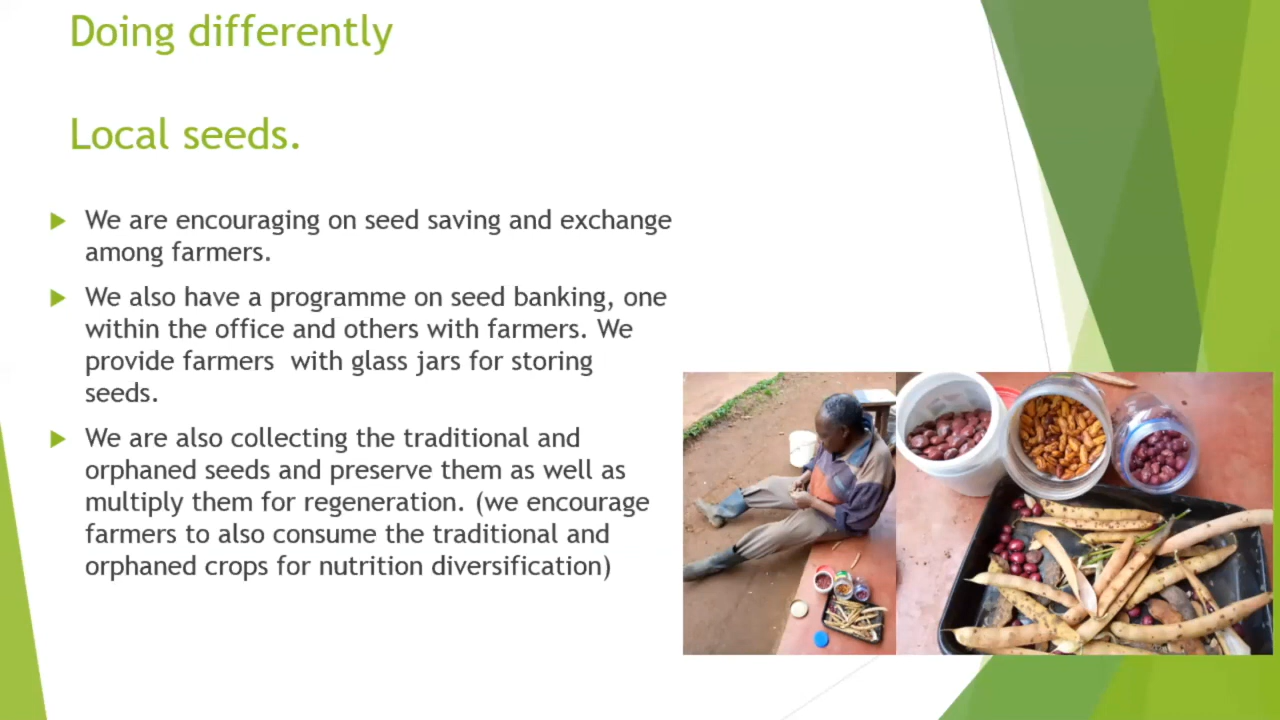 Doing differently
Local seeds.
We are encouraging on seed saving and exchange
among farmers.
We also have a programme on seed banking, one
within the office and others with farmers. We
provide farmers  with glass jars for storing
seeds.
We are also collecting the traditional and
orphaned seeds and preserve them as well as
multiply them for regeneration. (we encourage
farmers to also consume the traditional and
orphaned crops for nutrition diversification)